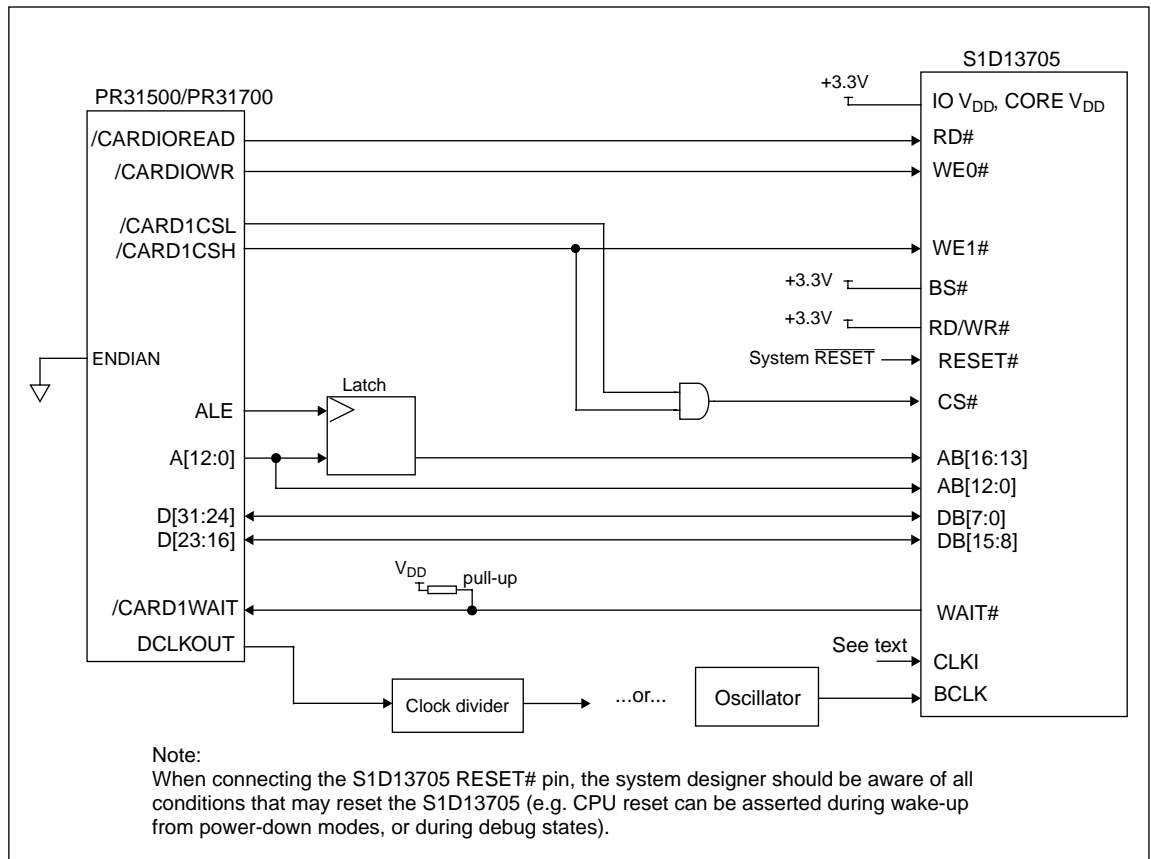 S1D13705
PR31500/PR31700
+3.3V
IO VDD, CORE VDD
/CARDIOREAD
RD#
/CARDIOWR
WE0#
/CARD1CSL
/CARD1CSH
WE1#
+3.3V
BS#
+3.3V
RD/WR#
ENDIAN
System RESET
RESET#
Latch
CS#
ALE
A[12:0]
AB[16:13]
AB[12:0]
D[31:24]
DB[7:0]
D[23:16]
DB[15:8]
VDD
pull-up
/CARD1WAIT
WAIT#
DCLKOUT
See text
CLKI
Clock divider
...or...
Oscillator
BCLK
Note:
When connecting the S1D13705 RESET# pin, the system designer should be aware of all
conditions that may reset the S1D13705 (e.g. CPU reset can be asserted during wake-up
from power-down modes, or during debug states).